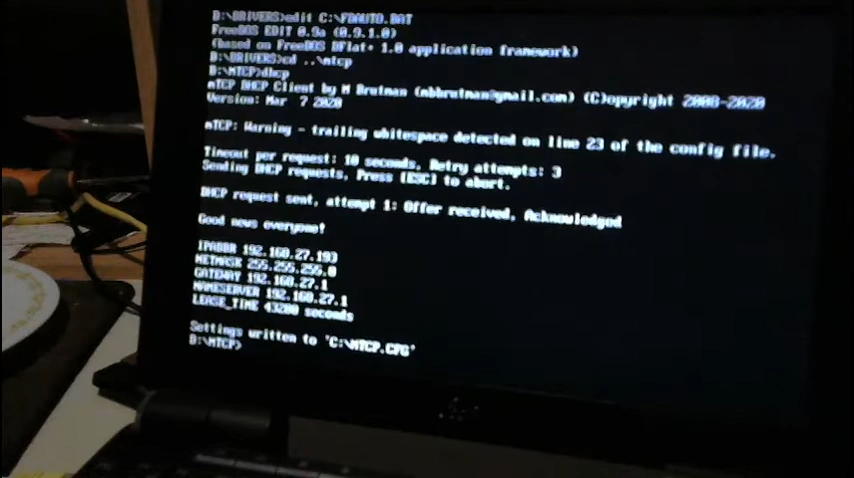 D:\DRIVERS>edit C:\FDAUTO.BAT
FreeDOS EDIT 0.9a (0.9.1.0)
(based on FreeDOS DFlat+ 1.0 application framework)
D:\DRIVERS>cd ..\mtcp
D:\MTCP>dhcp
mTCP DHCP Client by M Brutman (mbbrutman@gmail.com) (C)opyright 2008-2020
Version: Mar 7 2020
mTCP: Warning - trailing whitespace detected on line 23 of the config file.
Timeout per request: 10 seconds, Retry attempts: 3
Sending DHCP requests, Press [ESC] to abort.
DHCP request sent, attempt 1: Offer received, Acknowledged
Good news everyone!
IPADDR 192.168.27.193
NETMASK 255.255.255.0
GATEWAY 192.168.27.1
NAMESERVER 192.168.27.1
LEASE_TIME 43200 seconds
Settings written to 'C:\MTCP.CFG'
D:\MTCP>